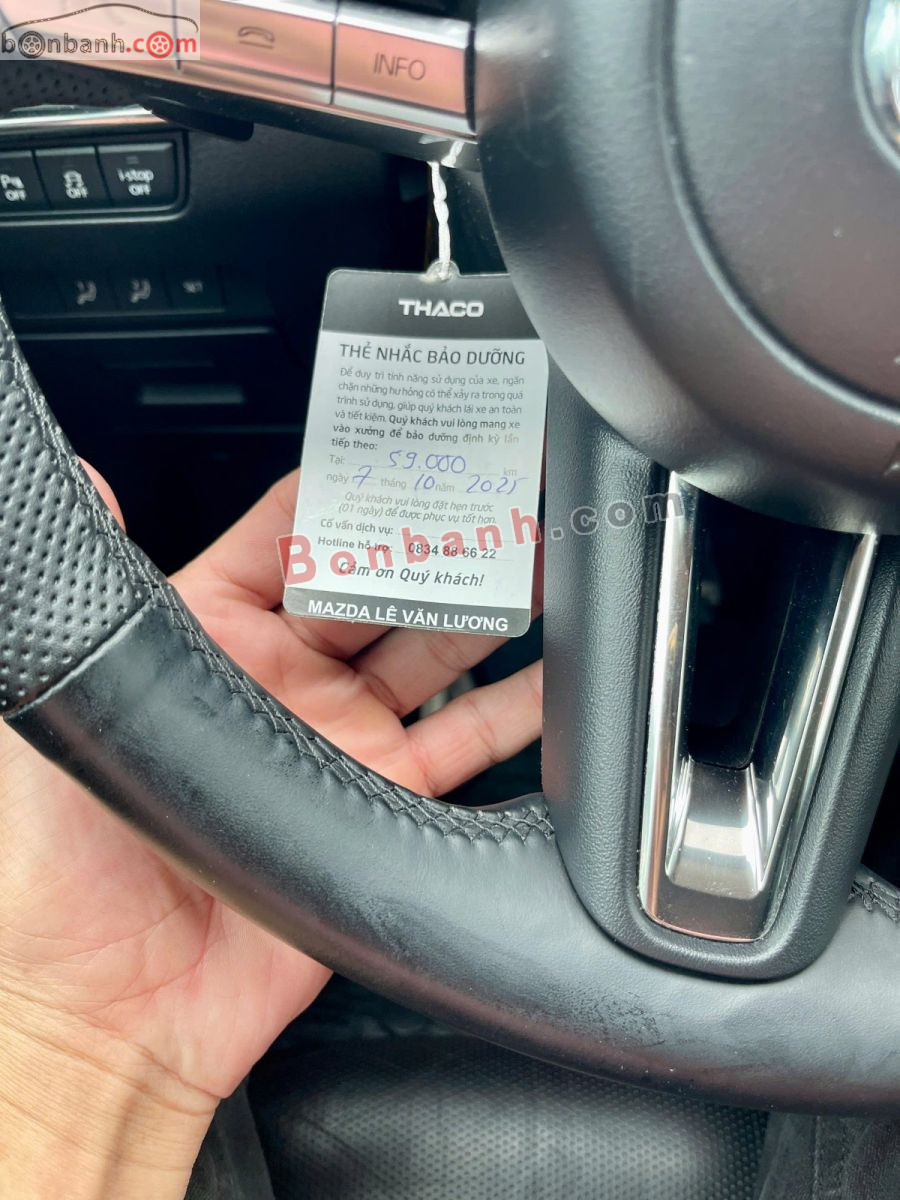 bonbanh.com
INFO
P OFF
OFF
i-stop OFF
SET
THACO
THẺ NHẮC BẢO DƯỠNG
Để duy trì tính năng sử dụng của xe, ngăn
chặn những hư hỏng có thể xảy ra trong quá
trình sử dụng, giúp quý khách lái xe an toàn
và tiết kiệm. Quý khách vui lòng mang xe
vào xưởng để bảo dưỡng định kỳ lần
tiếp theo:
Tại: 59.000 km
ngày 7 tháng 10 năm 2025
Quý khách vui lòng đặt hẹn trước
(01 ngày) để được phục vụ tốt hơn.
Cố vấn dịch vụ:
Hotline hỗ trợ: 0834 88 66 22
Cảm ơn Quý khách!
MAZDA LÊ VĂN LƯƠNG
Bonbanh.com